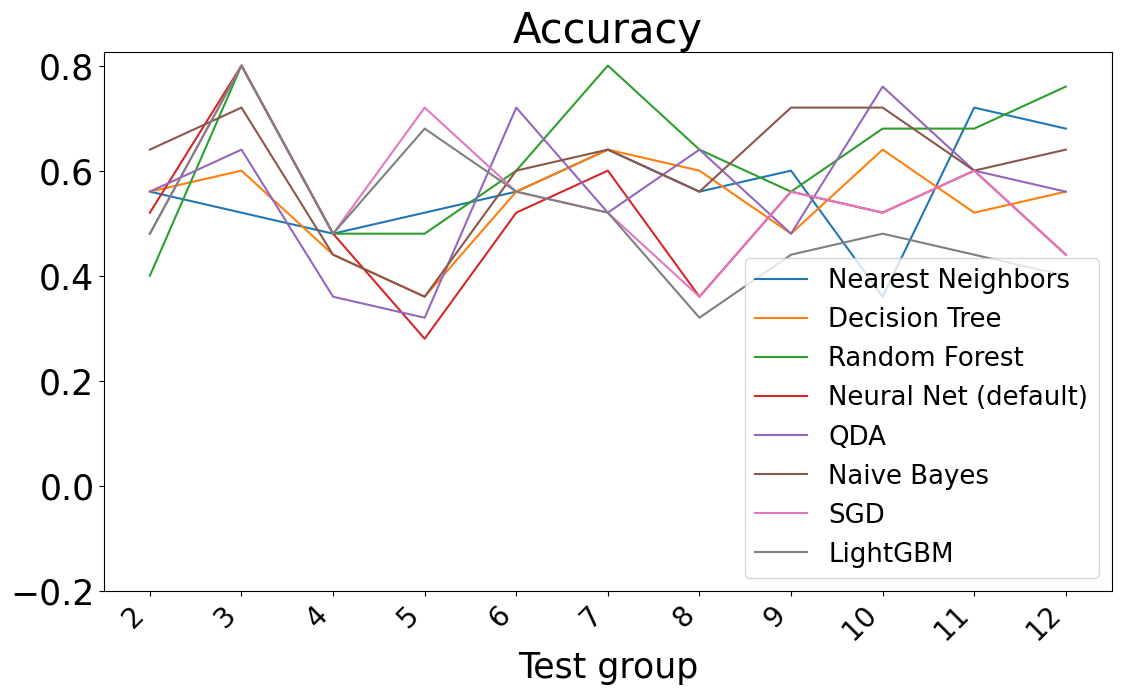 Accuracy
0.8
0.6
0.4
0.2
0.0
−0.2
2 3 4 5 6 7 8 9 10 11 12
Test group
Nearest Neighbors
Decision Tree
Random Forest
Neural Net (default)
QDA
Naive Bayes
SGD
LightGBM